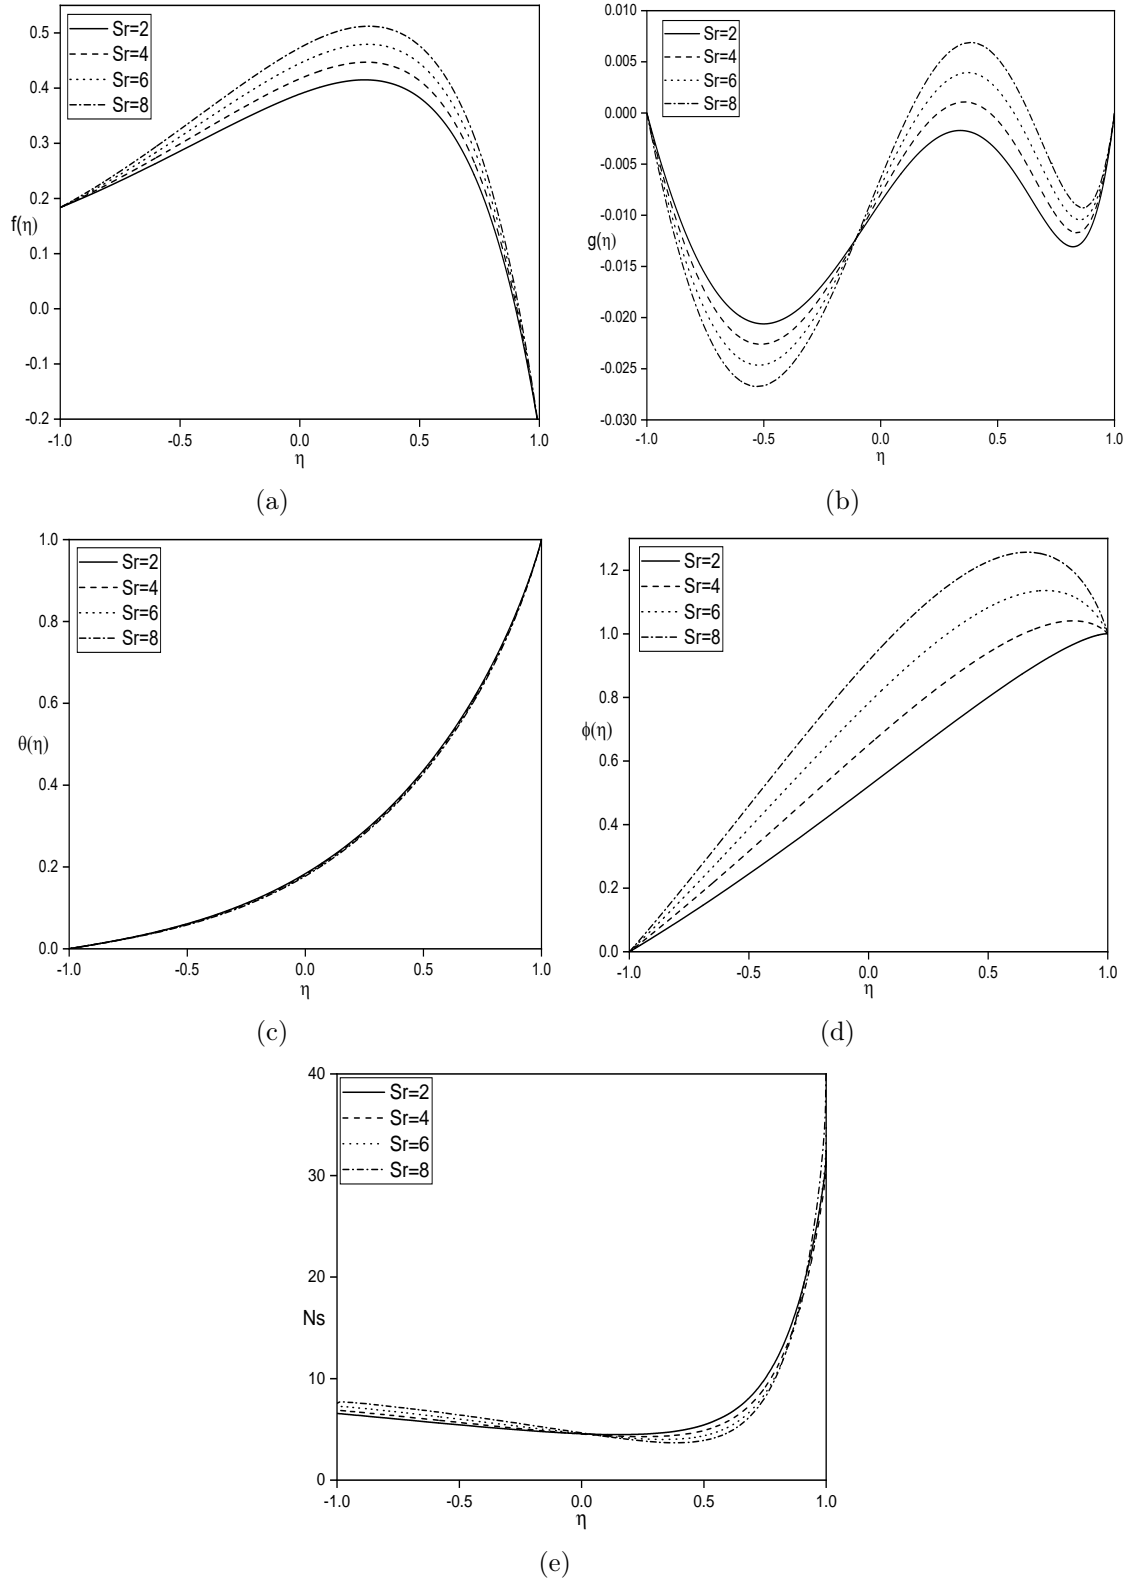 0.5
0.4
0.3
0.2
0.1
0.0
-0.1
-0.2
f(η)
Sr=2
Sr=4
Sr=6
Sr=8
-1.0 -0.5 0.0 0.5 1.0
η
(a)
0.010
0.005
0.000
-0.005
-0.010
-0.015
-0.020
-0.025
-0.030
g(η)
Sr=2
Sr=4
Sr=6
Sr=8
-1.0 -0.5 0.0 0.5 1.0
η
(b)
1.0
0.8
0.6
0.4
0.2
0.0
θ(η)
Sr=2
Sr=4
Sr=6
Sr=8
-1.0 -0.5 0.0 0.5 1.0
η
(c)
1.2
1.0
0.8
0.6
0.4
0.2
0.0
ϕ(η)
Sr=2
Sr=4
Sr=6
Sr=8
-1.0 -0.5 0.0 0.5 1.0
η
(d)
40
30
20
10
0
Ns
Sr=2
Sr=4
Sr=6
Sr=8
-1.0 -0.5 0.0 0.5 1.0
η
(e)